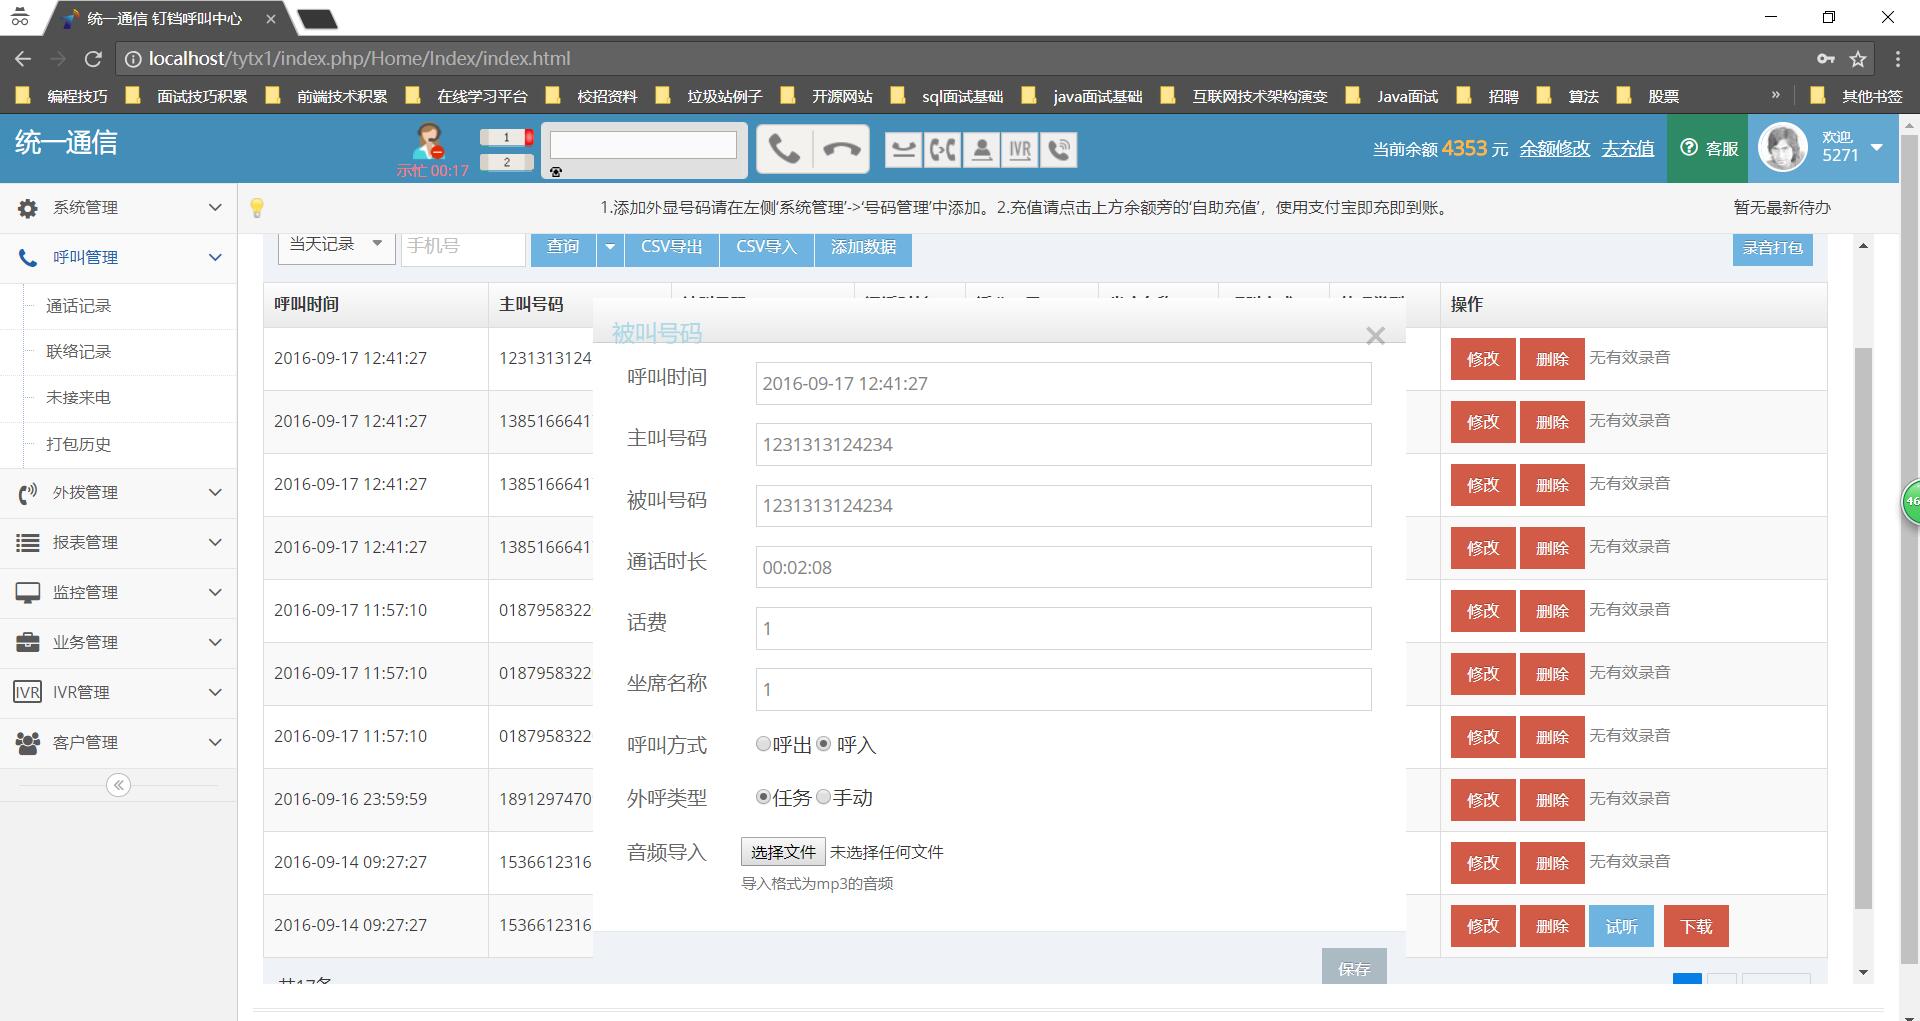 统一通信 钉铛呼叫中心
localhost/tytx1/index.php/Home/Index/index.html
编程技巧 面试技巧积累 前端技术积累 在线学习平台 校招资料 垃圾站例子 开源网站 sql面试基础 java面试基础 互联网技术架构演变 Java面试 招聘 算法 股票 » 其他书签
统一通信
示忙 00:17
1
2
IVR
当前余额 4353 元 余额修改 去充值
客服
欢迎,
5271
1.添加外显号码请在左侧‘系统管理’->‘号码管理’中添加。2.充值请点击上方余额旁的‘自助充值’，使用支付宝即充即到账。
暂无最新待办
系统管理
呼叫管理
通话记录
联络记录
未接来电
打包历史
外拨管理
报表管理
监控管理
业务管理
IVR IVR管理
客户管理
当天记录 手机号 查询 CSV导出 CSV导入 添加数据 录音打包
呼叫时间 主叫号码 操作
2016-09-17 12:41:27 1231313124 修改 删除 无有效录音
2016-09-17 12:41:27 1385166641 修改 删除 无有效录音
2016-09-17 12:41:27 1385166641 修改 删除 无有效录音
2016-09-17 12:41:27 1385166641 修改 删除 无有效录音
2016-09-17 11:57:10 0187958322 修改 删除 无有效录音
2016-09-17 11:57:10 0187958322 修改 删除 无有效录音
2016-09-17 11:57:10 0187958322 修改 删除 无有效录音
2016-09-16 23:59:59 1891297470 修改 删除 无有效录音
2016-09-14 09:27:27 1536612316 修改 删除 无有效录音
2016-09-14 09:27:27 1536612316 修改 删除 试听 下载
被叫号码
呼叫时间 2016-09-17 12:41:27
主叫号码 1231313124234
被叫号码 1231313124234
通话时长 00:02:08
话费 1
坐席名称 1
呼叫方式 呼出 呼入
外呼类型 任务 手动
音频导入 选择文件 未选择任何文件
导入格式为mp3的音频
保存
46